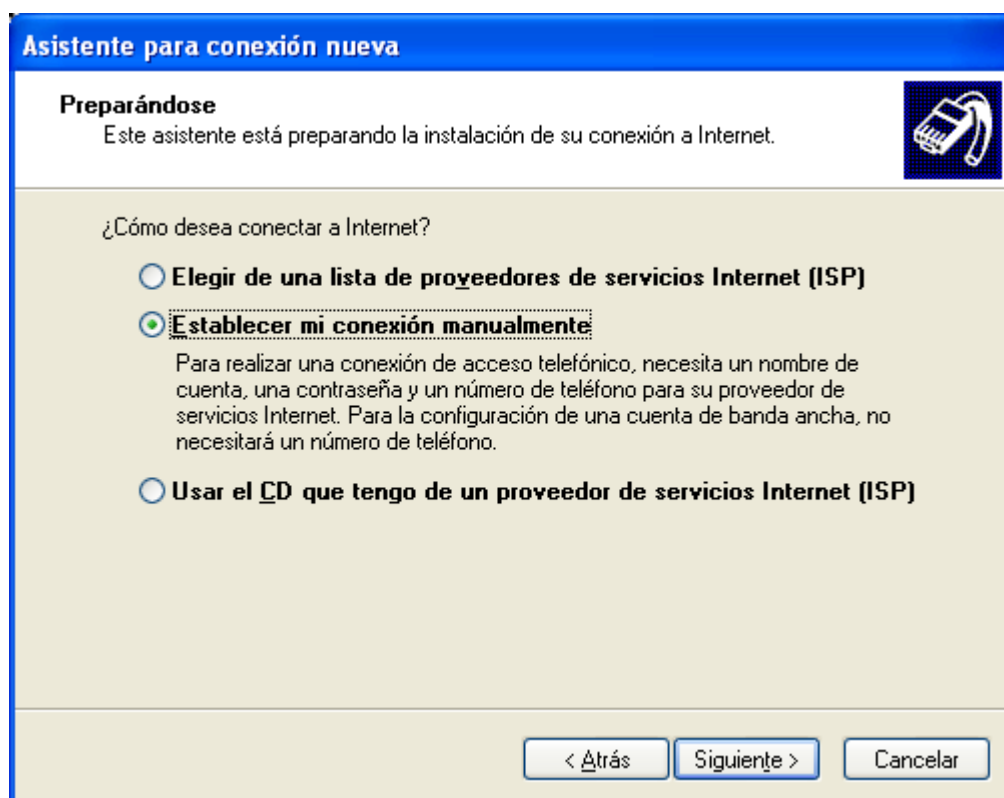 Asistente para conexión nueva
Preparándose
Este asistente está preparando la instalación de su conexión a Internet.
¿Cómo desea conectar a Internet?
Elegir de una lista de proveedores de servicios Internet (ISP)
Establecer mi conexión manualmente
Para realizar una conexión de acceso telefónico, necesita un nombre de
cuenta, una contraseña y un número de teléfono para su proveedor de
servicios Internet. Para la configuración de una cuenta de banda ancha, no
necesitará un número de teléfono.
Usar el CD que tengo de un proveedor de servicios Internet (ISP)
< Atrás Siguiente > Cancelar